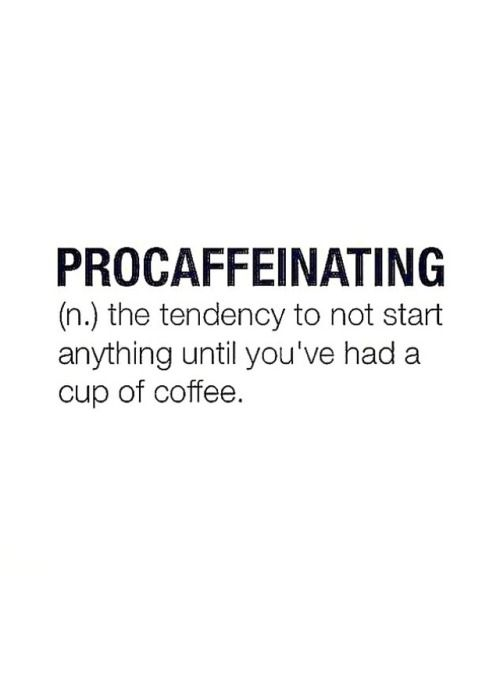 PROCAFFEINATING
(n.) the tendency to not start
anything until you've had a
cup of coffee.